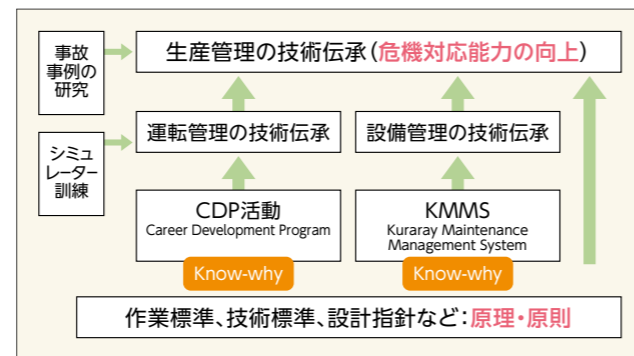 事故
事例の
研究
生産管理の技術伝承（危機対応能力の向上）
シミュ
レーター
訓練
運転管理の技術伝承
設備管理の技術伝承
CDP活動
Career Development Program
KMMS
Kuraray Maintenance
Management System
Know-why
Know-why
作業標準、技術標準、設計指針など：原理・原則